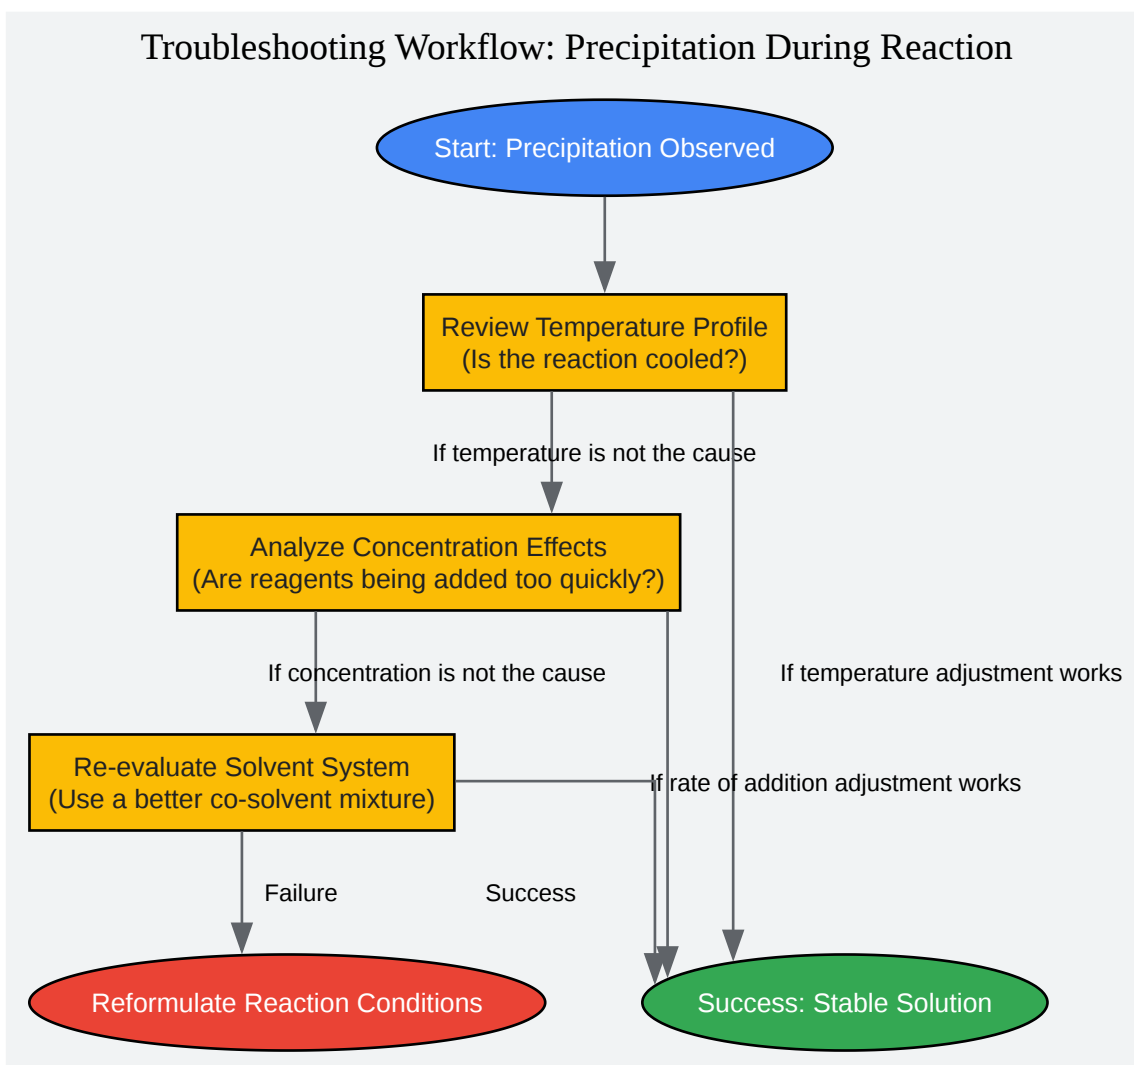 Troubleshooting Workflow: Precipitation During Reaction
Start: Precipitation Observed
Review Temperature Profile
(Is the reaction cooled?)
If temperature is not the cause
Analyze Concentration Effects
(Are reagents being added too quickly?)
If concentration is not the cause
If temperature adjustment works
Re-evaluate Solvent System
(Use a better co-solvent mixture)
If rate of addition adjustment works
Failure
Success
Reformulate Reaction Conditions
Success: Stable Solution